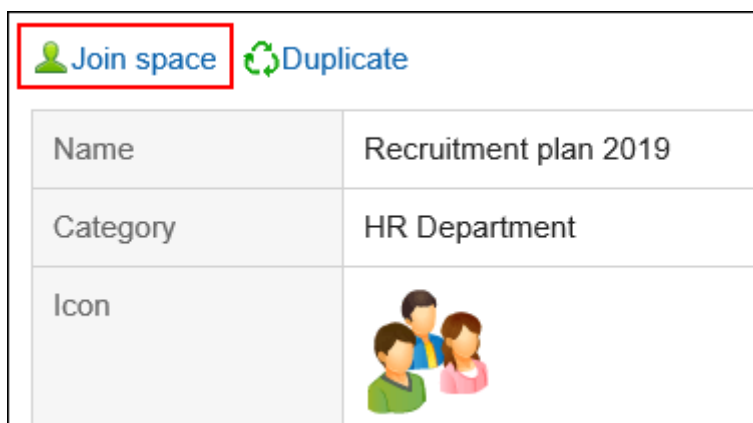 Join space Duplicate
Name Recruitment plan 2019
Category HR Department
Icon